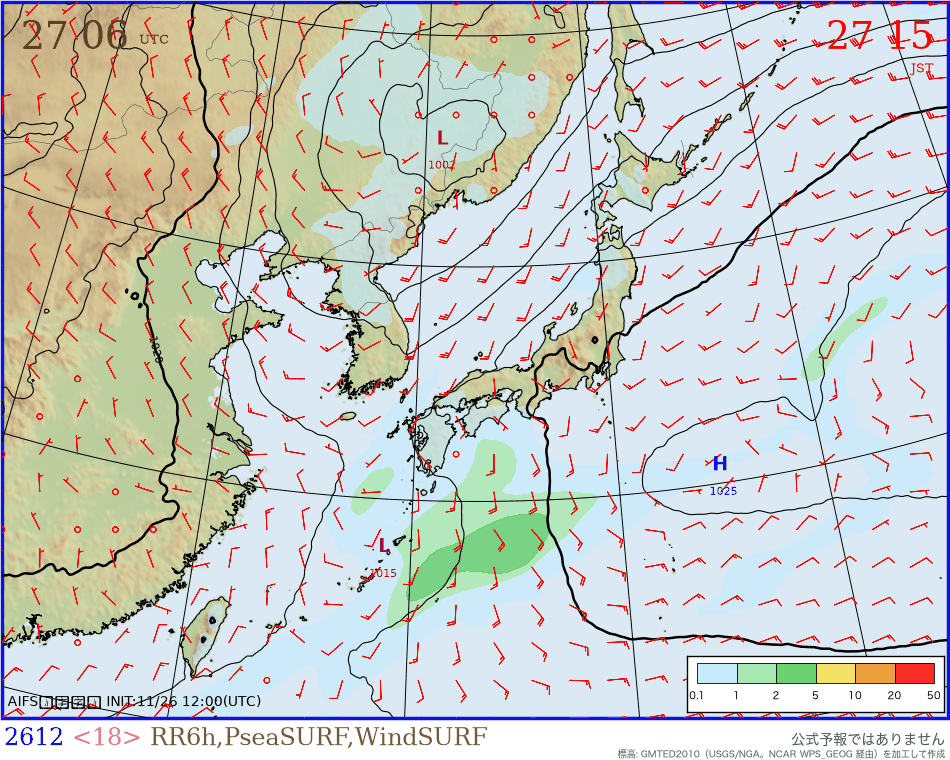 27 06 UTC
27 15
JST
L
1002
1020
H
1025
L
1015
AIFS INIT:11/26 12:00(UTC)
0.1 1 2 5 10 20 50
2612 <18> RR6h,PseaSURF,WindSURF
公式予報ではありません
標高: GMTED2010（USGS/NGA。NCAR WPS_GEOG 経由）を加工して作成